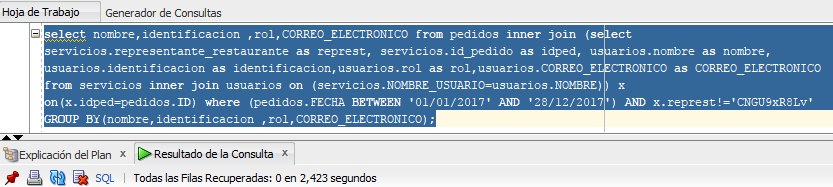 Hoja de Trabajo Generador de Consultas
select nombre,identificacion ,rol,CORREO_ELECTRONICO from pedidos inner join (select
servicios.representante_restaurante as represt, servicios.id_pedido as idped, usuarios.nombre as nombre,
usuarios.identificacion as identificacion,usuarios.rol as rol,usuarios.CORREO_ELECTRONICO as CORREO_ELECTRONICO
from servicios inner join usuarios on (servicios.NOMBRE_USUARIO=usuarios.NOMBRE)) x
on(x.idped=pedidos.ID) where (pedidos.FECHA BETWEEN '01/01/2017' AND '28/12/2017') AND x.represt!='CNGU9xR8Lv'
GROUP BY(nombre,identificacion ,rol,CORREO_ELECTRONICO);
Explicación del Plan x Resultado de la Consulta x
SQL | Todas las Filas Recuperadas: 0 en 2,423 segundos